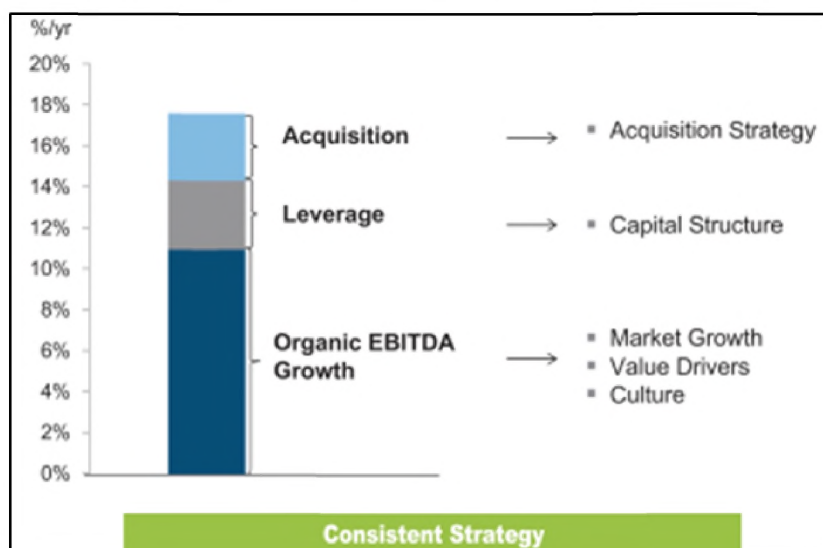 %/yr
20%
18%
16%
14%
12%
10%
8%
6%
4%
2%
0%
Acquisition
Leverage
Organic EBITDA
Growth
▪ Acquisition Strategy
▪ Capital Structure
▪ Market Growth
▪ Value Drivers
▪ Culture
Consistent Strategy